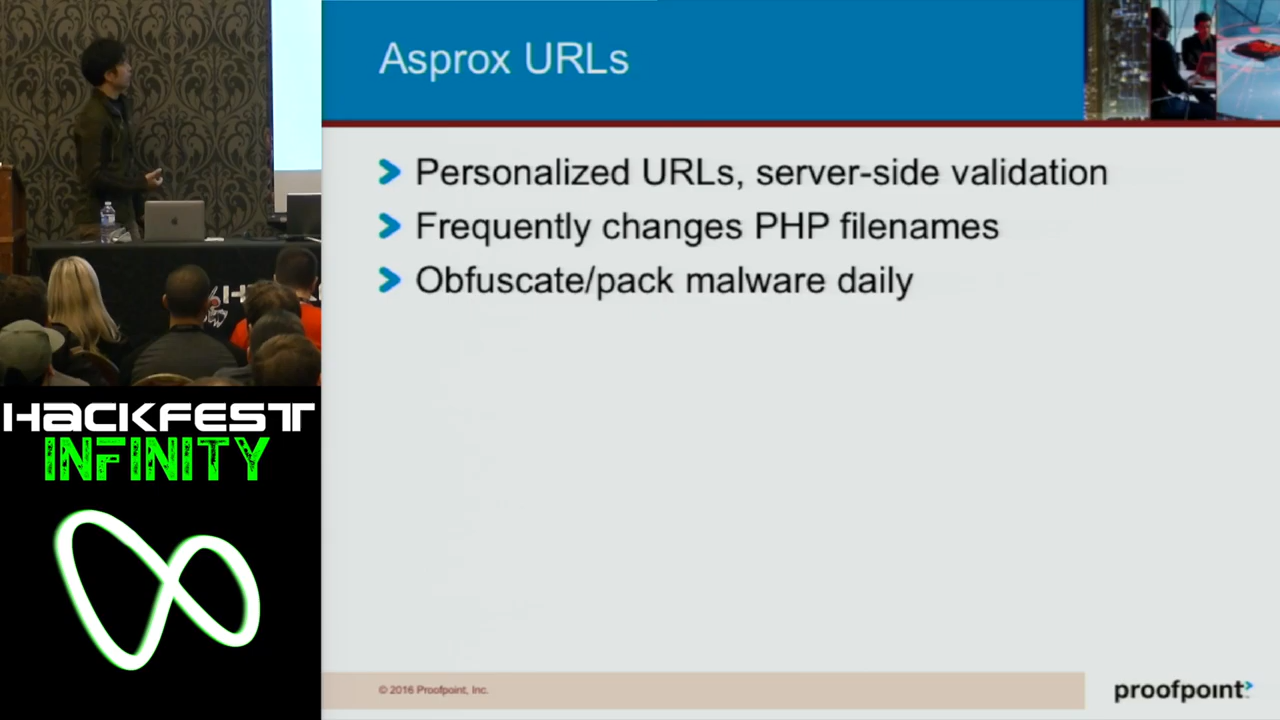 Asprox URLs
Personalized URLs, server-side validation
Frequently changes PHP filenames
Obfuscate/pack malware daily
HACKFEST
INFINITY
© 2016 Proofpoint, Inc.
proofpoint